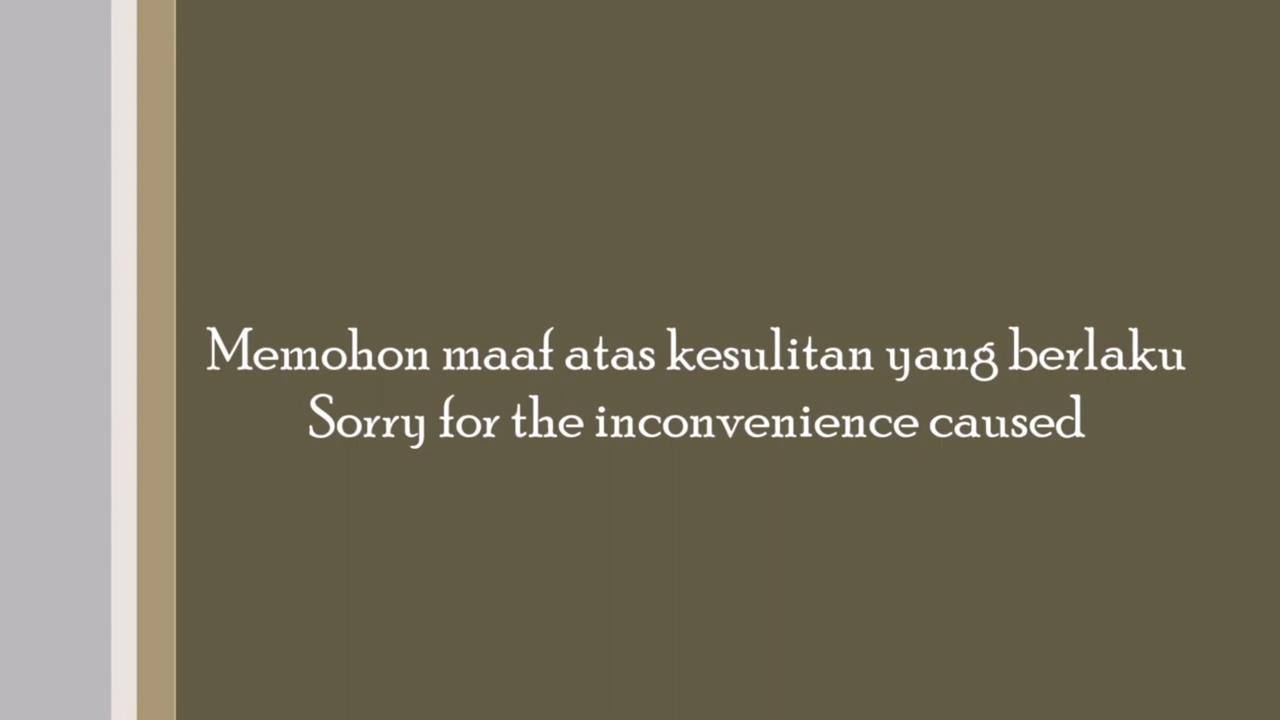 Memohon maaf atas kesulitan yang berlaku
Sorry for the inconvenience caused